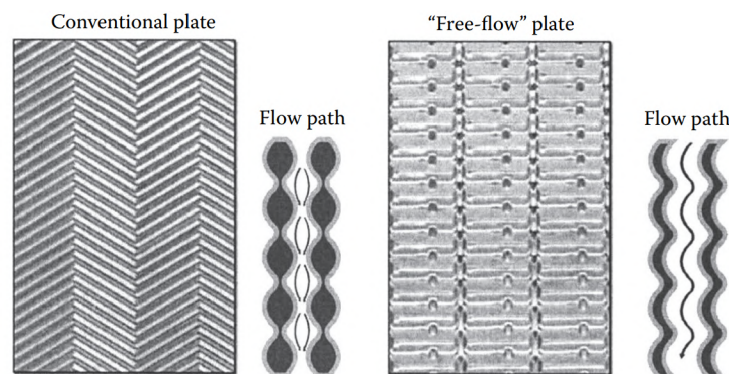 Conventional plate
“Free-flow” plate
Flow path
Flow path